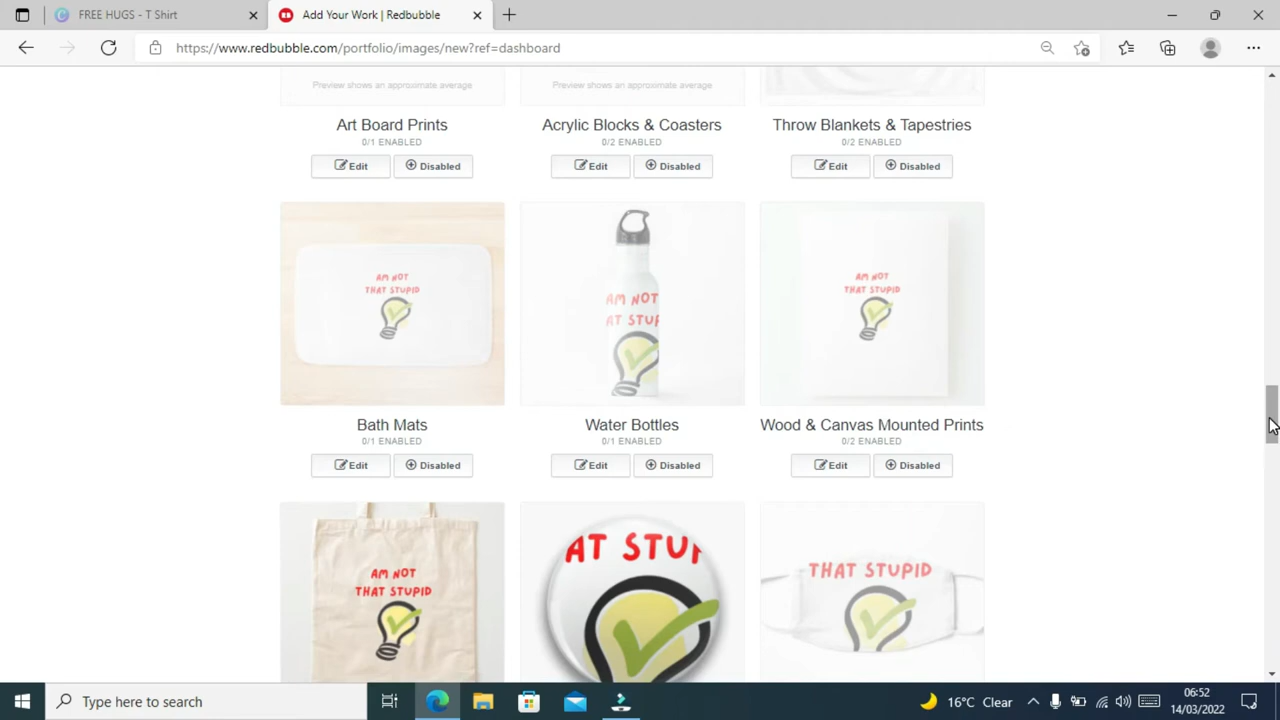 FREE HUGS - T Shirt
Add Your Work | Redbubble
https://www.redbubble.com/portfolio/images/new?ref=dashboard
Preview shows an approximate average
Preview shows an approximate average
Art Board Prints
Acrylic Blocks & Coasters
Throw Blankets & Tapestries
0/1 ENABLED
0/2 ENABLED
0/2 ENABLED
Edit
Disabled
Edit
Disabled
Edit
Disabled
AM NOT
THAT STUPID
AM NOT
AT STUP
AM NOT
THAT STUPID
Bath Mats
Water Bottles
Wood & Canvas Mounted Prints
0/1 ENABLED
0/1 ENABLED
0/2 ENABLED
Edit
Disabled
Edit
Disabled
Edit
Disabled
AM NOT
THAT STUPID
AT STUP
THAT STUPID
Type here to search
16°C Clear
06:52
14/03/2022